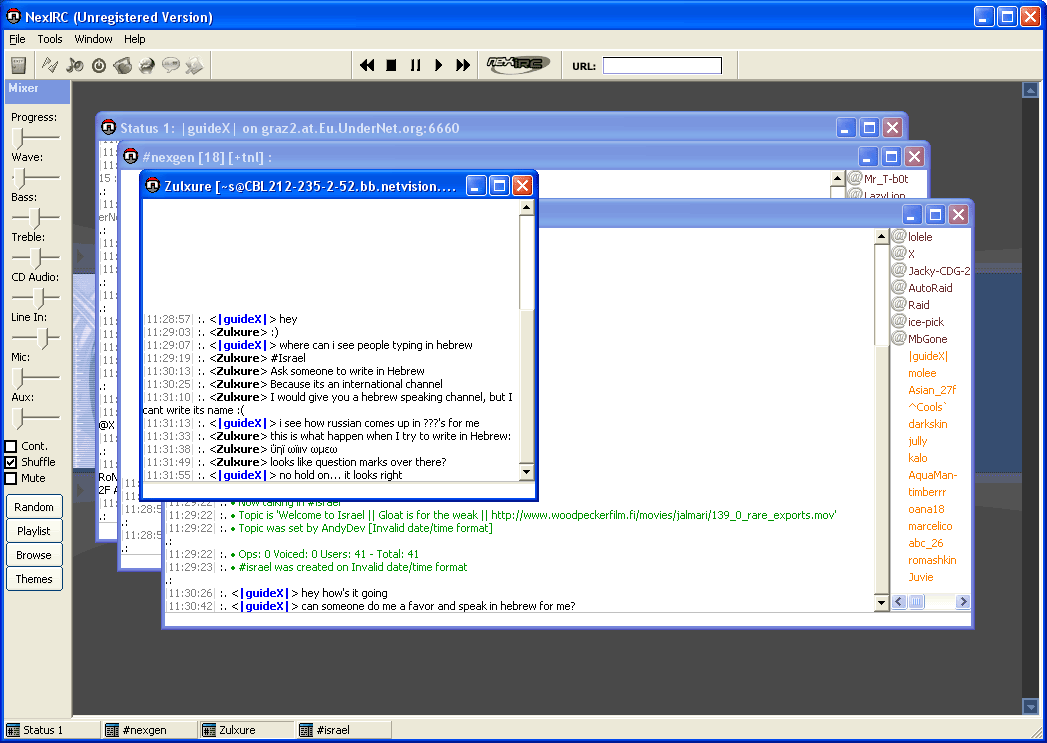 NexIRC (Unregistered Version)
File Tools Window Help
nexIRC
URL:
Mixer
Progress:
Wave:
Bass:
Treble:
CD Audio:
Line In:
Mic:
Aux:
Cont.
Shuffle
Mute
Random
Playlist
Browse
Themes
Status 1: |guideX| on graz2.at.Eu.UnderNet.org:6660
#nexgen [18] [+tnl] :
Mr_T-b0t
LazyLion
Zulxure [~s@CBL212-235-2-52.bb.netvision....
|11:28:57| :. <|guideX|> hey
|11:29:03| :. <Zulxure> :)
|11:29:07| :. <|guideX|> where can i see people typing in hebrew
|11:29:19| :. <Zulxure> #Israel
|11:30:13| :. <Zulxure> Ask someone to write in Hebrew
|11:30:25| :. <Zulxure> Because its an international channel
|11:31:10| :. <Zulxure> I would give you a hebrew speaking channel, but I
cant write its name :(
|11:31:13| :. <|guideX|> i see how russian comes up in ???'s for me
|11:31:33| :. <Zulxure> this is what happen when I try to write in Hebrew:
|11:31:38| :. <Zulxure> üηï ωïιιν ωμεω
|11:31:49| :. <Zulxure> looks like question marks over there?
|11:31:55| :. <|guideX|> no hold on... it looks right
|11:29:22| :. • Now talking in #israel
|11:29:22| :. • Topic is 'Welcome to Israel || Gloat is for the weak || http://www.woodpeckerfilm.fi/movies/jalmari/139_0_rare_exports.mov'
|11:29:22| :. • Topic was set by AndyDev [Invalid date/time format]
.:
|11:29:22| :. • Ops: 0 Voiced: 0 Users: 41 - Total: 41
|11:29:23| :. • #israel was created on Invalid date/time format
.:
|11:30:26| :. <|guideX|> hey how's it going
|11:30:42| :. <|guideX|> can someone do me a favor and speak in hebrew for me?
lolele
X
Jacky-CDG-2
AutoRaid
Raid
ice-pick
MbGone
|guideX|
molee
Asian_27f
^Cools`
darkskin
jully
kalo
AquaMan-
timberrr
oana18
marcelico
abc_26
romashkin
Juvie
Status 1
#nexgen
Zulxure
#israel